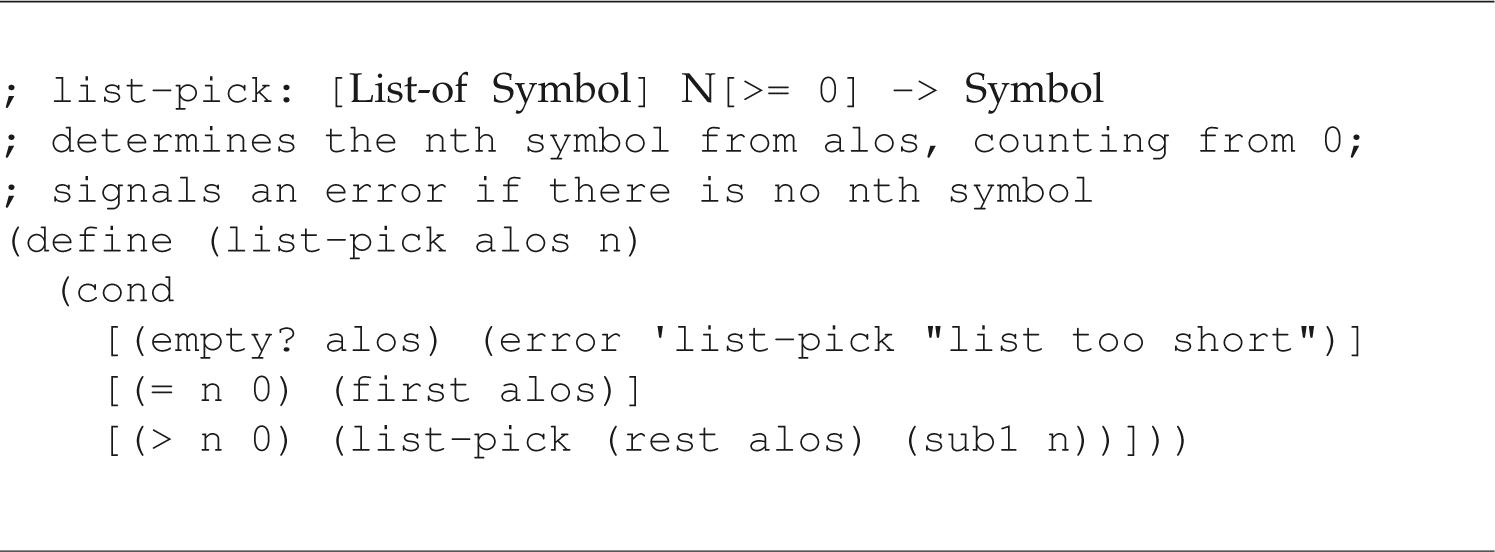 ; list-pick: [List-of Symbol] N[>= 0] -> Symbol
; determines the nth symbol from alos, counting from 0;
; signals an error if there is no nth symbol
(define (list-pick alos n)
  (cond
    [(empty? alos) (error 'list-pick "list too short")]
    [(= n 0) (first alos)]
    [(> n 0) (list-pick (rest alos) (sub1 n))]))